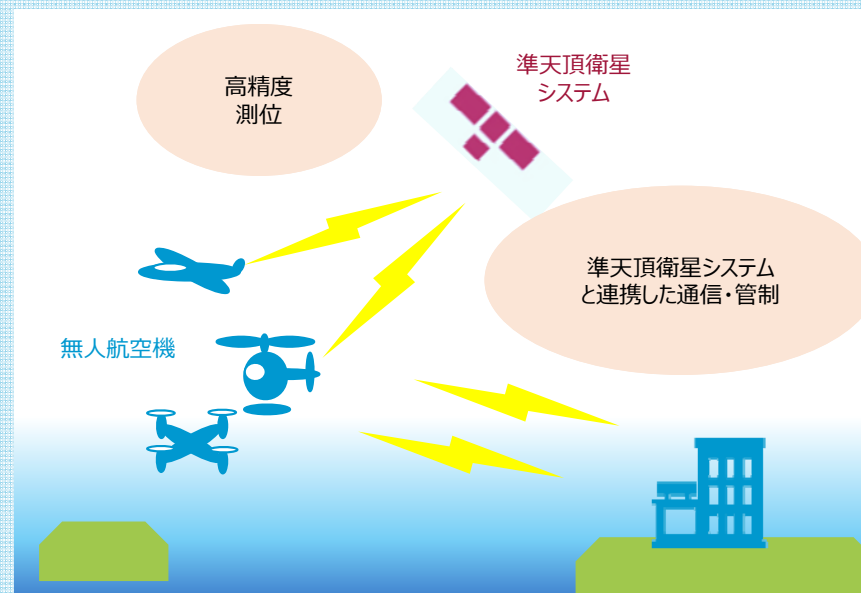 高精度
測位
準天頂衛星
システム
準天頂衛星システム
と連携した通信・管制
無人航空機